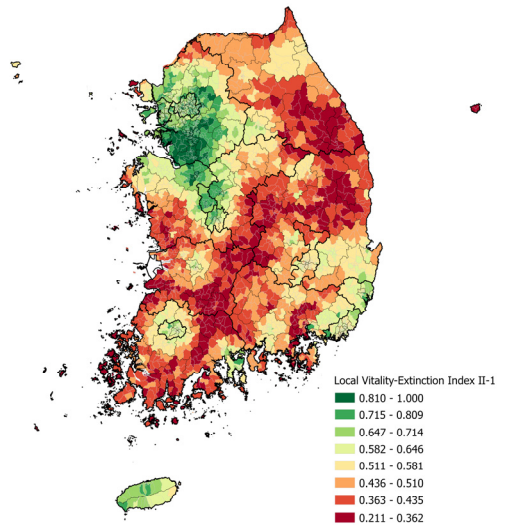 Local Vitality-Extinction Index II-1
0.810 - 1.000
0.715 - 0.809
0.647 - 0.714
0.582 - 0.646
0.511 - 0.581
0.436 - 0.510
0.363 - 0.435
0.211 - 0.362